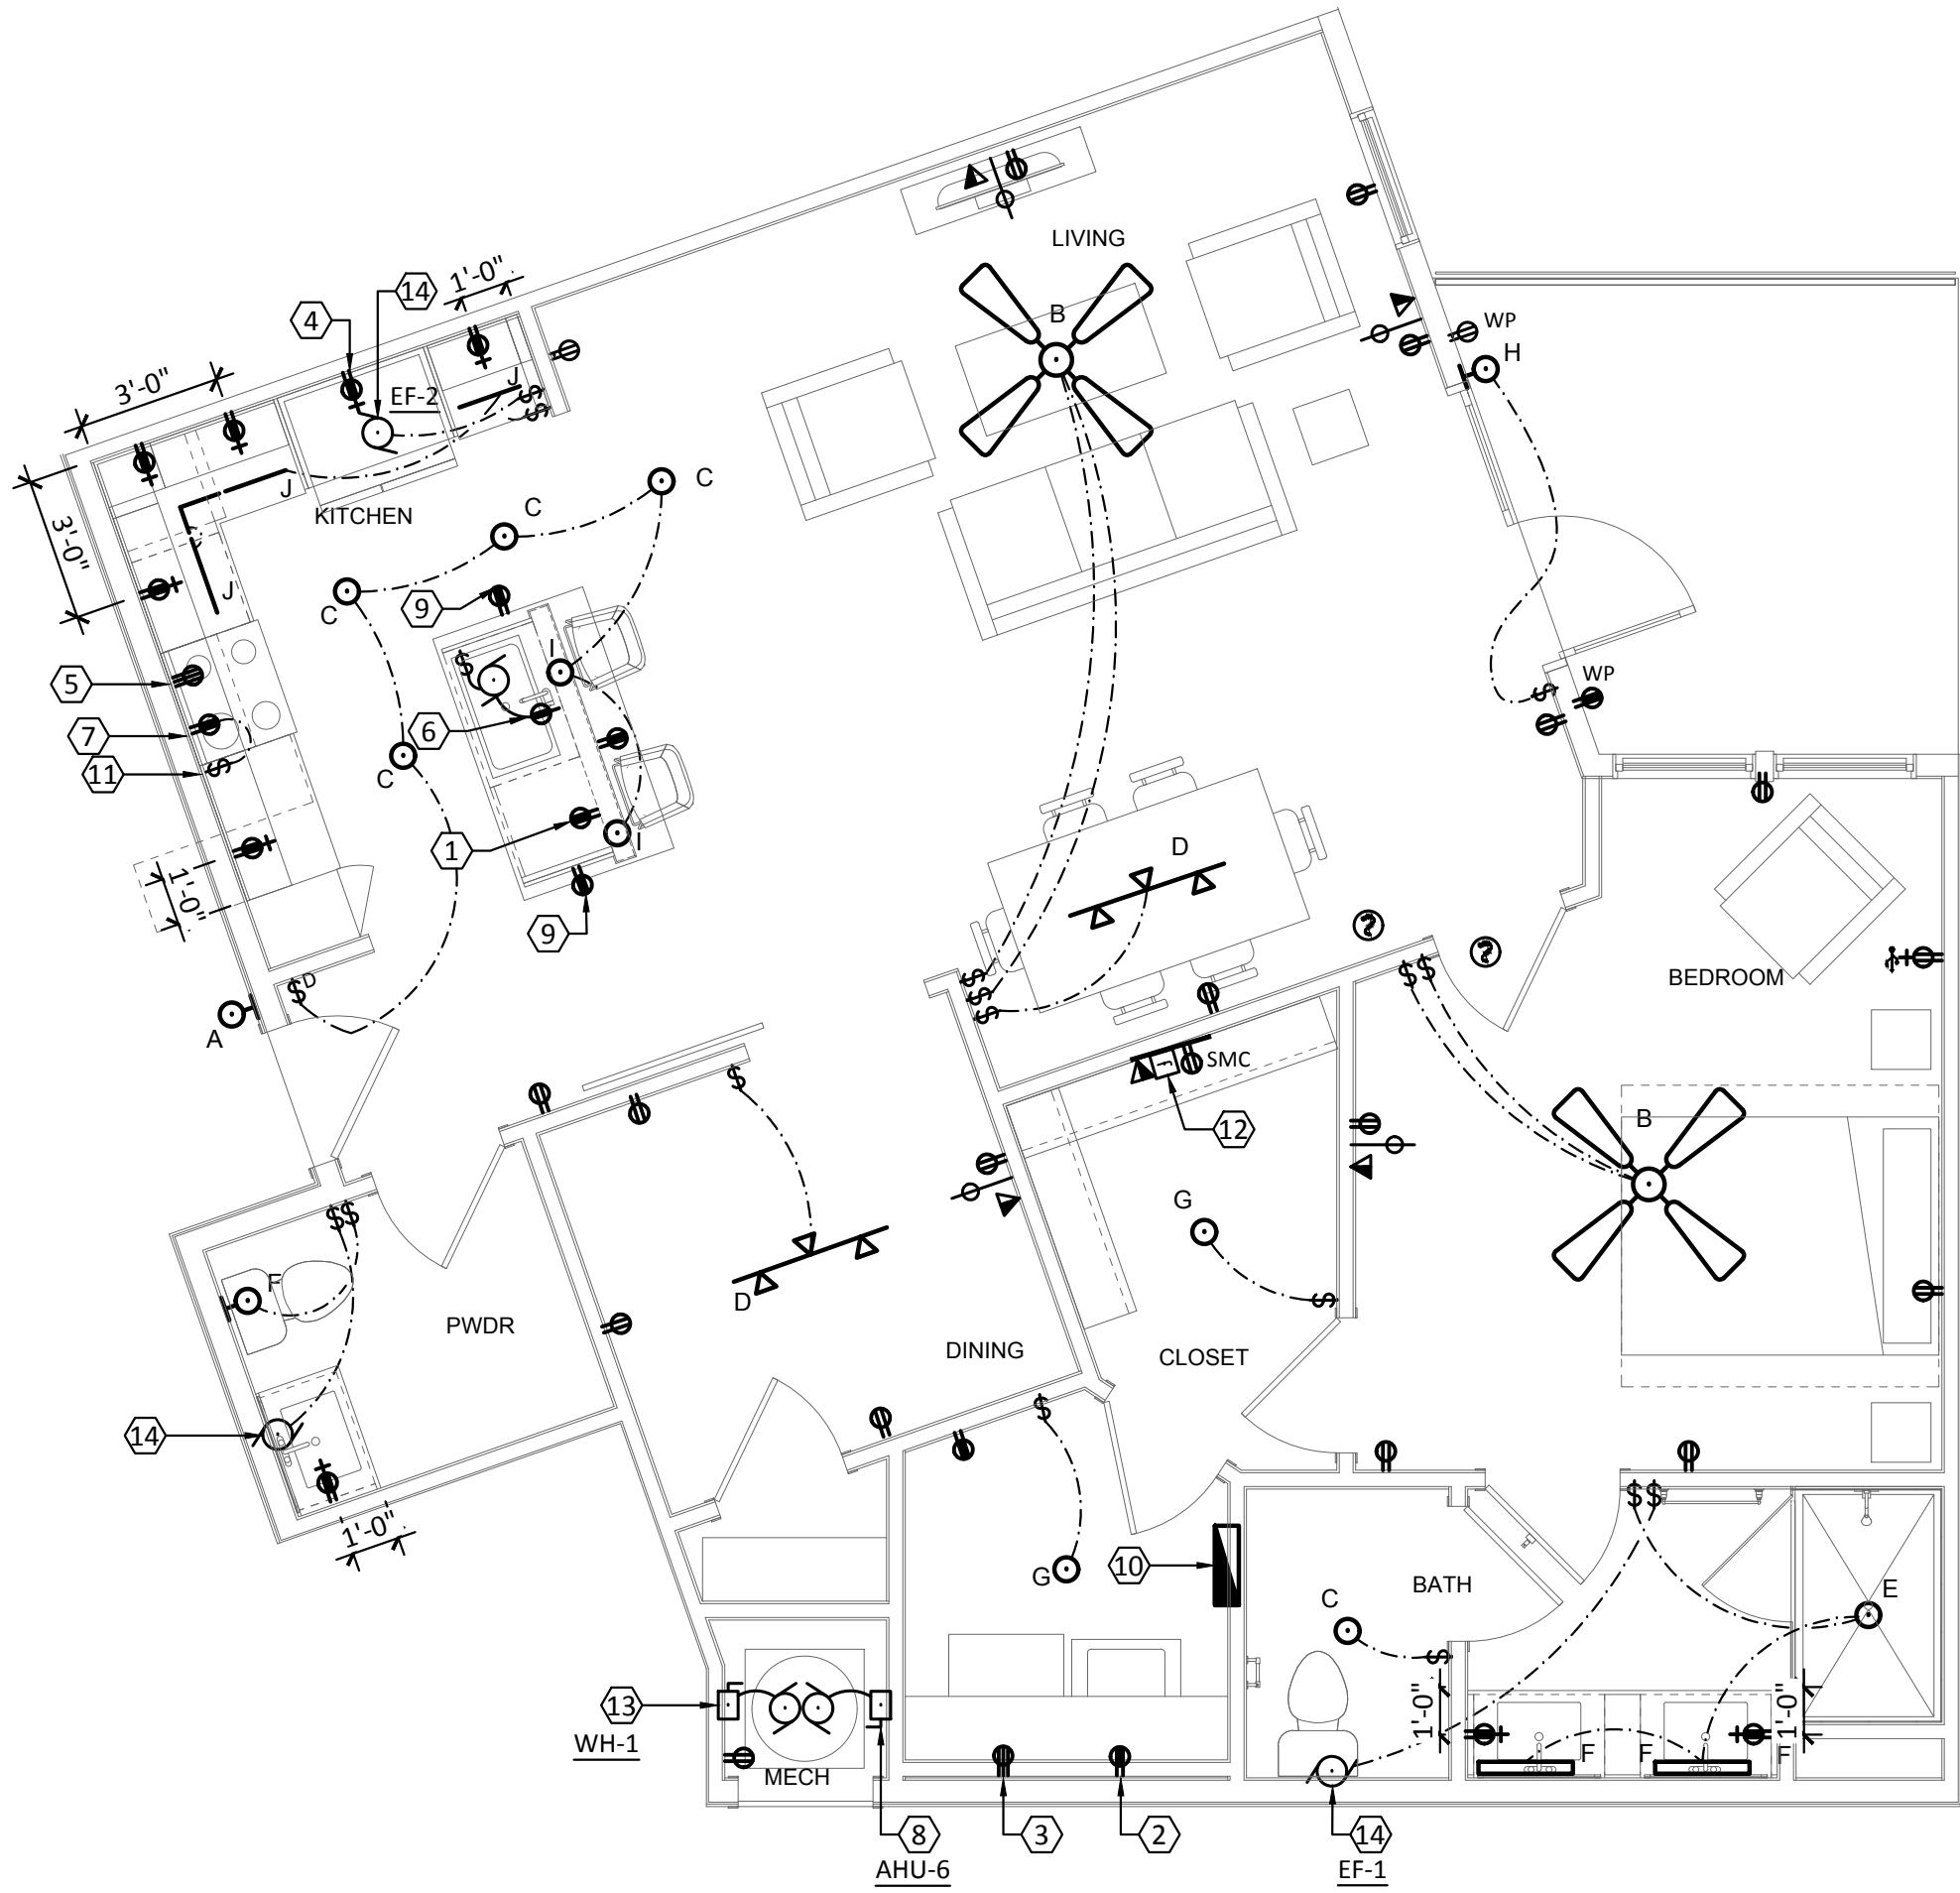 LIVING
B
14
1'-0"
4
WP
H
3'-0"
EF-2
J
J
C
C
KITCHEN
3'-0"
J
C
9
I
WP
5
6
7
11
C
1
D
1'-0"
9
$
D
A
BEDROOM
SMC
12
B
G
F
PWDR
D
DINING
CLOSET
14
1'-0"
G
10
BATH
C
E
13
WH-1
1'-0"
1'-0"
F
F
F
MECH
8
3
2
14
AHU-6
EF-1